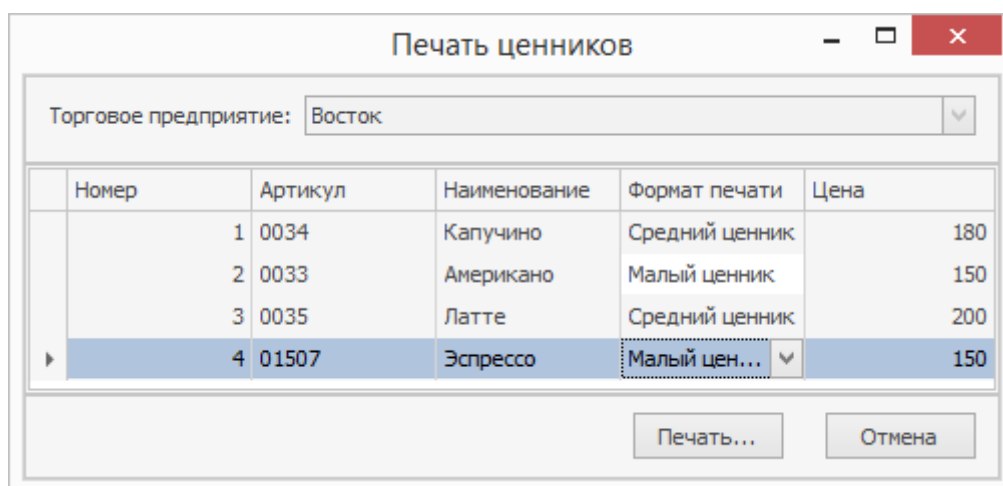 Печать ценников
Торговое предприятие: Восток
Номер Артикул Наименование Формат печати Цена
1 0034 Капучино Средний ценник 180
2 0033 Американо Малый ценник 150
3 0035 Латте Средний ценник 200
4 01507 Эспрессо Малый цен... 150
Печать... Отмена